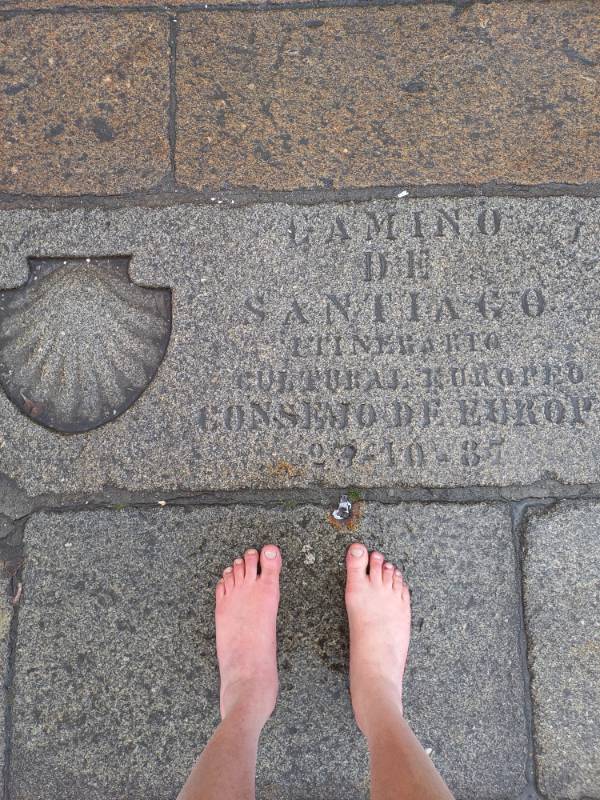 CAMINO
DE
SANTIAGO
ITINERARIO
CULTURAL EUROPEO
CONSEJO DE EUROP
23-10-87